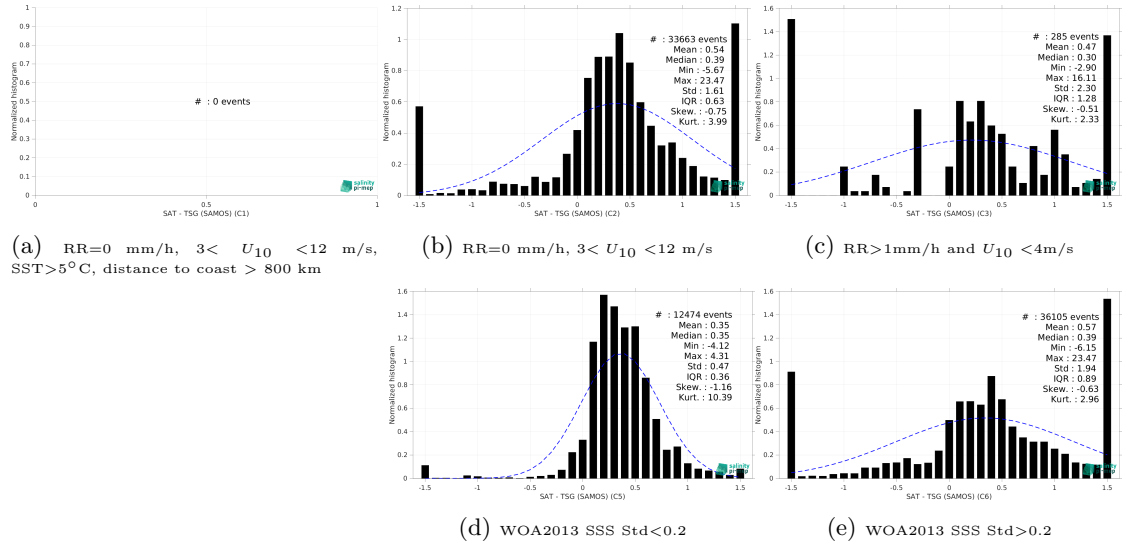 1
0.8
0.6
0.4
0.2
0
Normalized histogram
# : 0 events
0
0.5
1
SAT - TSG (SAMOS) (C1)
salinity
pi-mep
(a) RR=0 mm/h, 3< U10 <12 m/s,
SST>5°C, distance to coast > 800 km
1.2
1
0.8
0.6
0.4
0.2
0
Normalized histogram
# : 33663 events
Mean : 0.54
Median : 0.39
Min : -5.67
Max : 23.47
Std : 1.61
IQR : 0.63
Skew. : -0.75
Kurt. : 3.99
-1.5
-1
-0.5
0
0.5
1
1.5
SAT - TSG (SAMOS) (C2)
salinity
pi-mep
(b) RR=0 mm/h, 3< U10 <12 m/s
1.6
1.4
1.2
1
0.8
0.6
0.4
0.2
0
Normalized histogram
# : 285 events
Mean : 0.47
Median : 0.30
Min : -2.90
Max : 16.11
Std : 2.30
IQR : 1.28
Skew. : -0.51
Kurt. : 2.33
-1.5
-1
-0.5
0
0.5
1
1.5
SAT - TSG (SAMOS) (C3)
salinity
pi-mep
(c) RR>1mm/h and U10 <4m/s
1.6
1.4
1.2
1
0.8
0.6
0.4
0.2
0
Normalized histogram
# : 12474 events
Mean : 0.35
Median : 0.35
Min : -4.12
Max : 4.31
Std : 0.47
IQR : 0.36
Skew. : -1.16
Kurt. : 10.39
-1.5
-1
-0.5
0
0.5
1
1.5
SAT - TSG (SAMOS) (C5)
salinity
pi-mep
(d) WOA2013 SSS Std<0.2
1.6
1.4
1.2
1
0.8
0.6
0.4
0.2
0
Normalized histogram
# : 36105 events
Mean : 0.57
Median : 0.39
Min : -6.15
Max : 23.47
Std : 1.94
IQR : 0.89
Skew. : -0.63
Kurt. : 2.96
-1.5
-1
-0.5
0
0.5
1
1.5
SAT - TSG (SAMOS) (C6)
salinity
pi-mep
(e) WOA2013 SSS Std>0.2